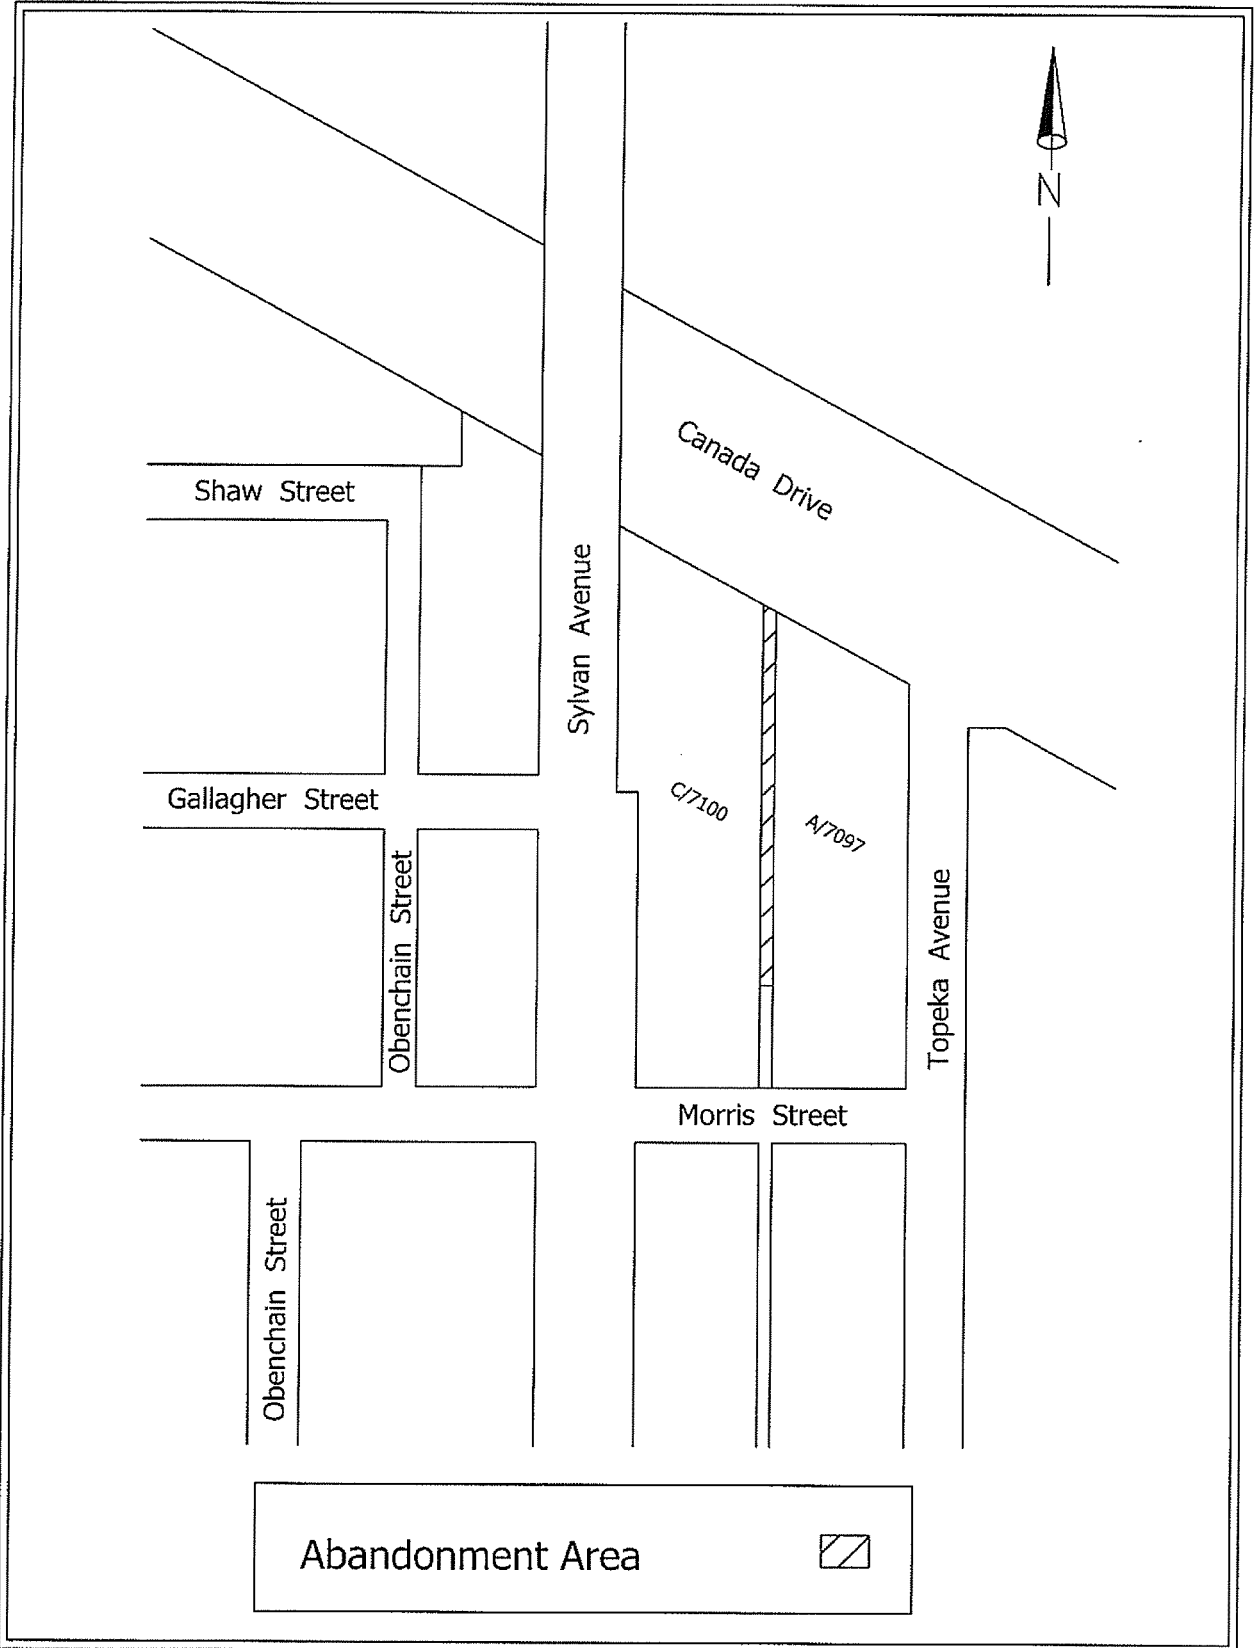 N
Canada Drive
Shaw Street
Sylvan Avenue
Gallagher Street
C/7100
A/7097
Obenchain Street
Topeka Avenue
Morris Street
Obenchain Street
Abandonment Area